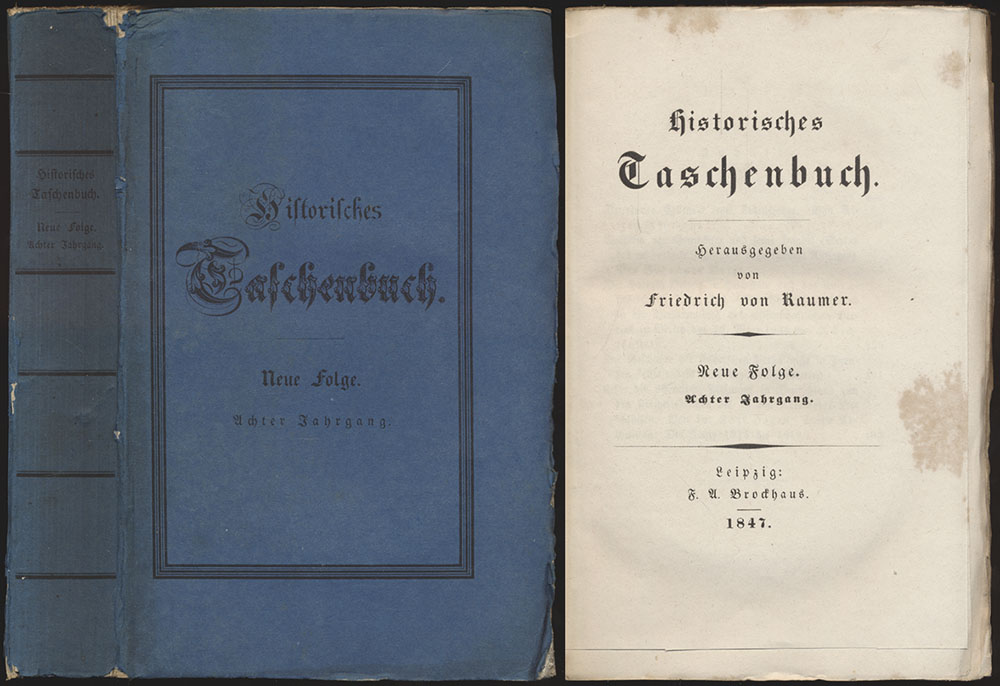 Historisches
Taschenbuch.
Neue Folge.
Achter Jahrgang.
Hiſtoriſches
Taſchenbuch.
Neue Folge.
Achter Jahrgang.
Historisches
Taschenbuch.
Herausgegeben
von
Friedrich von Raumer.
Neue Folge.
Achter Jahrgang.
Leipzig:
F. A. Brockhaus.
1847.